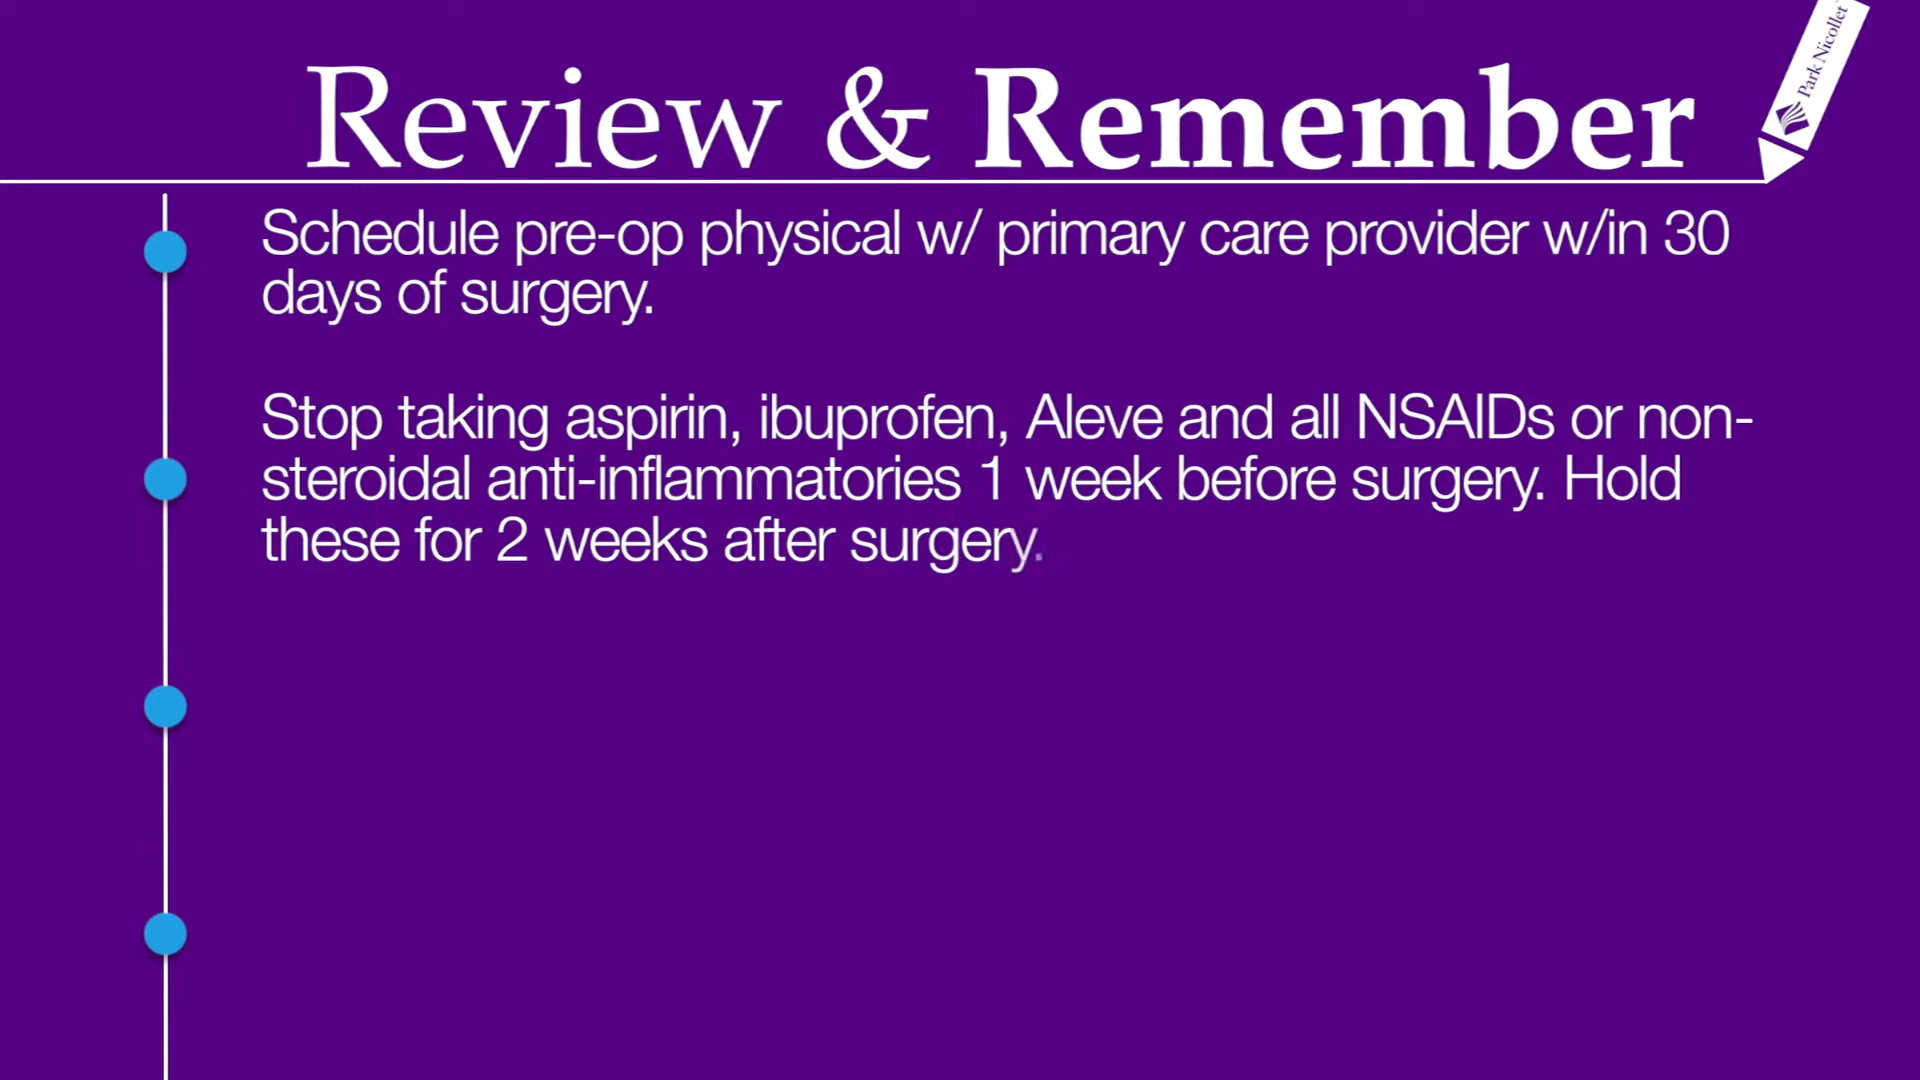 Review & Remember
Park Nicollet
Schedule pre-op physical w/ primary care provider w/in 30
days of surgery.
Stop taking aspirin, ibuprofen, Aleve and all NSAIDs or non-
steroidal anti-inflammatories 1 week before surgery. Hold
these for 2 weeks after surgery.